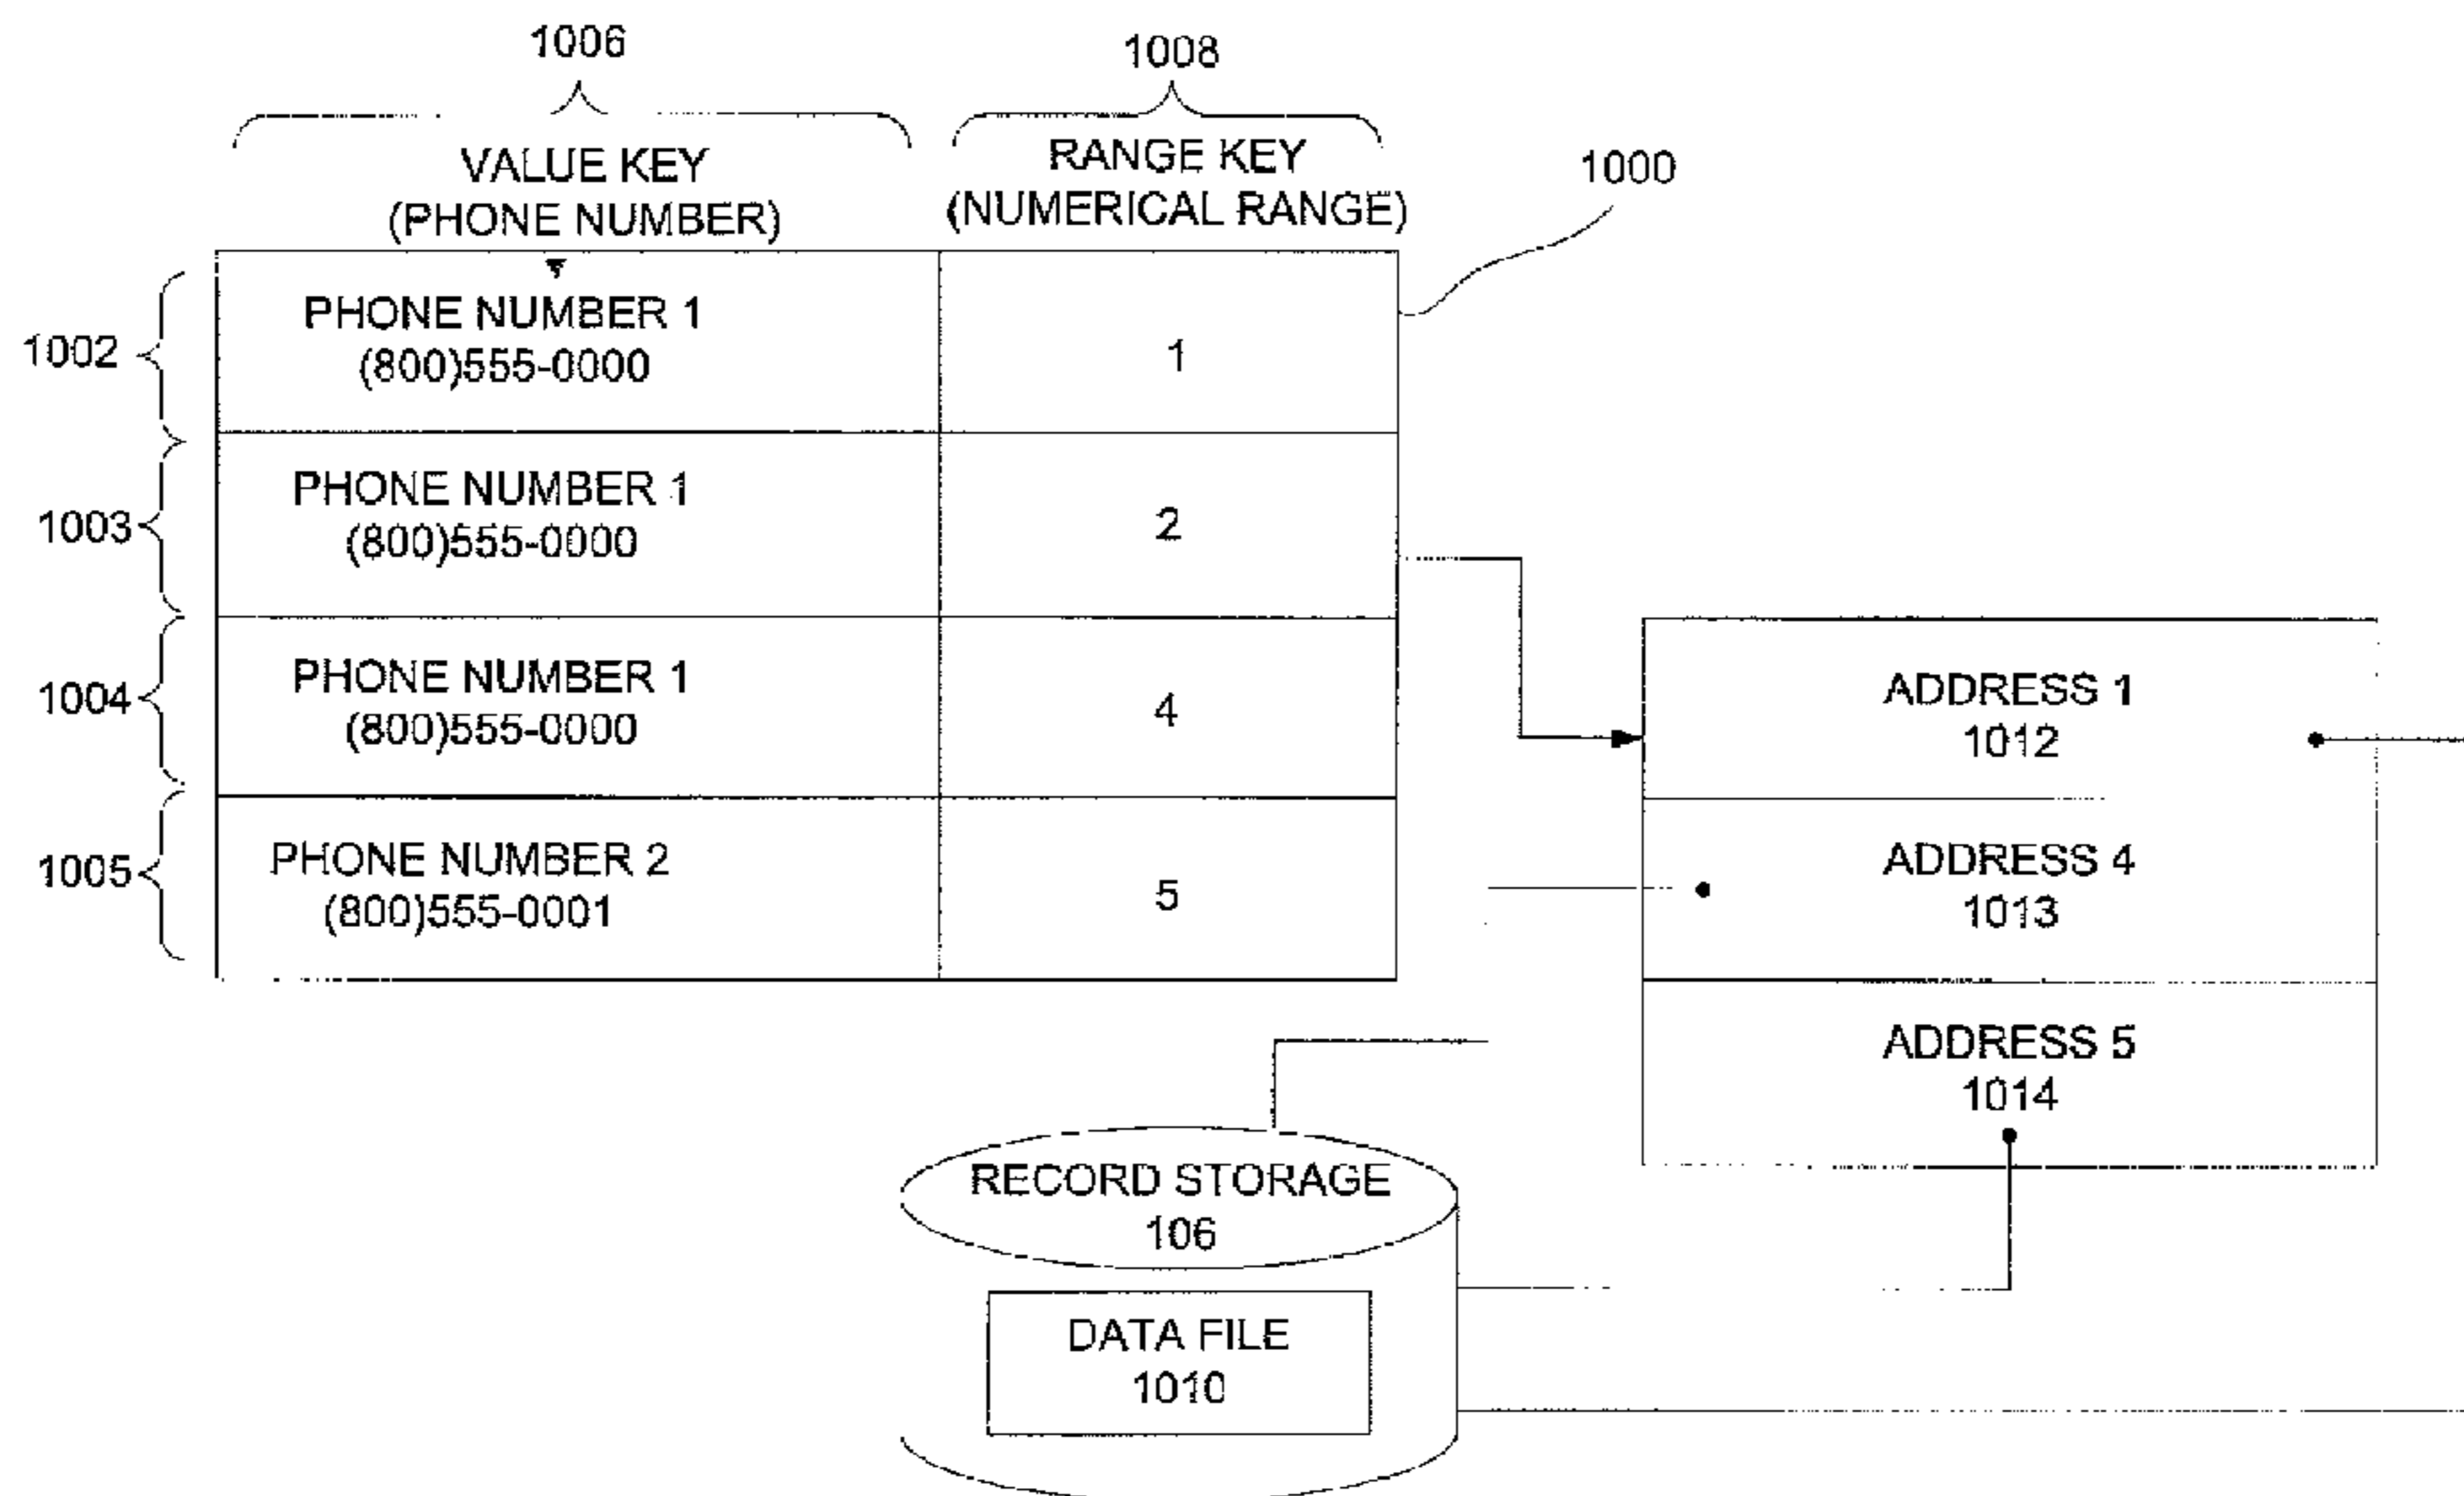 1006
1008
VALUE KEY
(PHONE NUMBER)
RANGE KEY
(NUMERICAL RANGE)
1000
1002
PHONE NUMBER 1
(800)555-0000
1
1003
PHONE NUMBER 1
(800)555-0000
2
1004
PHONE NUMBER 1
(800)555-0000
4
1005
PHONE NUMBER 2
(800)555-0001
5
ADDRESS 1
1012
ADDRESS 4
1013
ADDRESS 5
1014
RECORD STORAGE
106
DATA FILE
1010